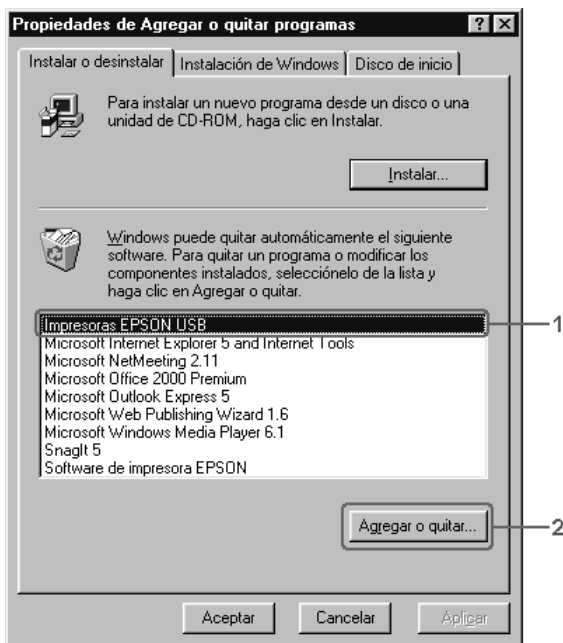 Propiedades de Agregar o quitar programas
Instalar o desinstalar
Instalación de Windows
Disco de inicio
Para instalar un nuevo programa desde un disco o una
unidad de CD-ROM, haga clic en Instalar.
Instalar...
Windows puede quitar automáticamente el siguiente
software. Para quitar un programa o modificar los
componentes instalados, selecciónelo de la lista y
haga clic en Agregar o quitar.
Impresoras EPSON USB
1
Microsoft Internet Explorer 5 and Internet Tools
Microsoft NetMeeting 2.11
Microsoft Office 2000 Premium
Microsoft Outlook Express 5
Microsoft Web Publishing Wizard 1.6
Microsoft Windows Media Player 6.1
SnagIt 5
Software de impresora EPSON
Agregar o quitar...
2
Aceptar
Cancelar
Aplicar